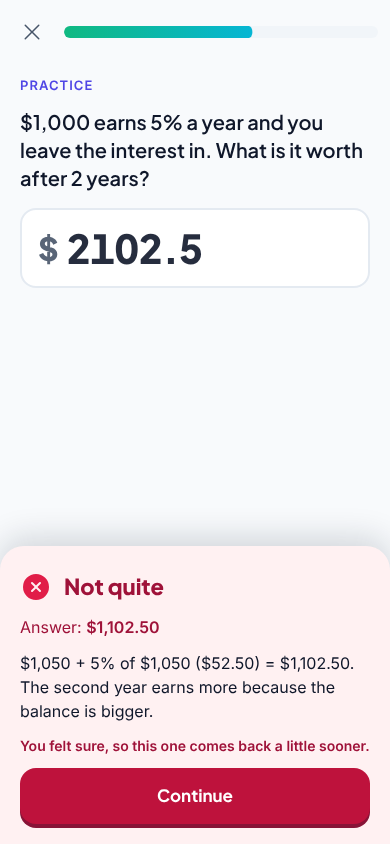 PRACTICE
$1,000 earns 5% a year and you
leave the interest in. What is it worth
after 2 years?
$ 2102.5
Not quite
Answer: $1,102.50
$1,050 + 5% of $1,050 ($52.50) = $1,102.50.
The second year earns more because the
balance is bigger.
You felt sure, so this one comes back a little sooner.
Continue